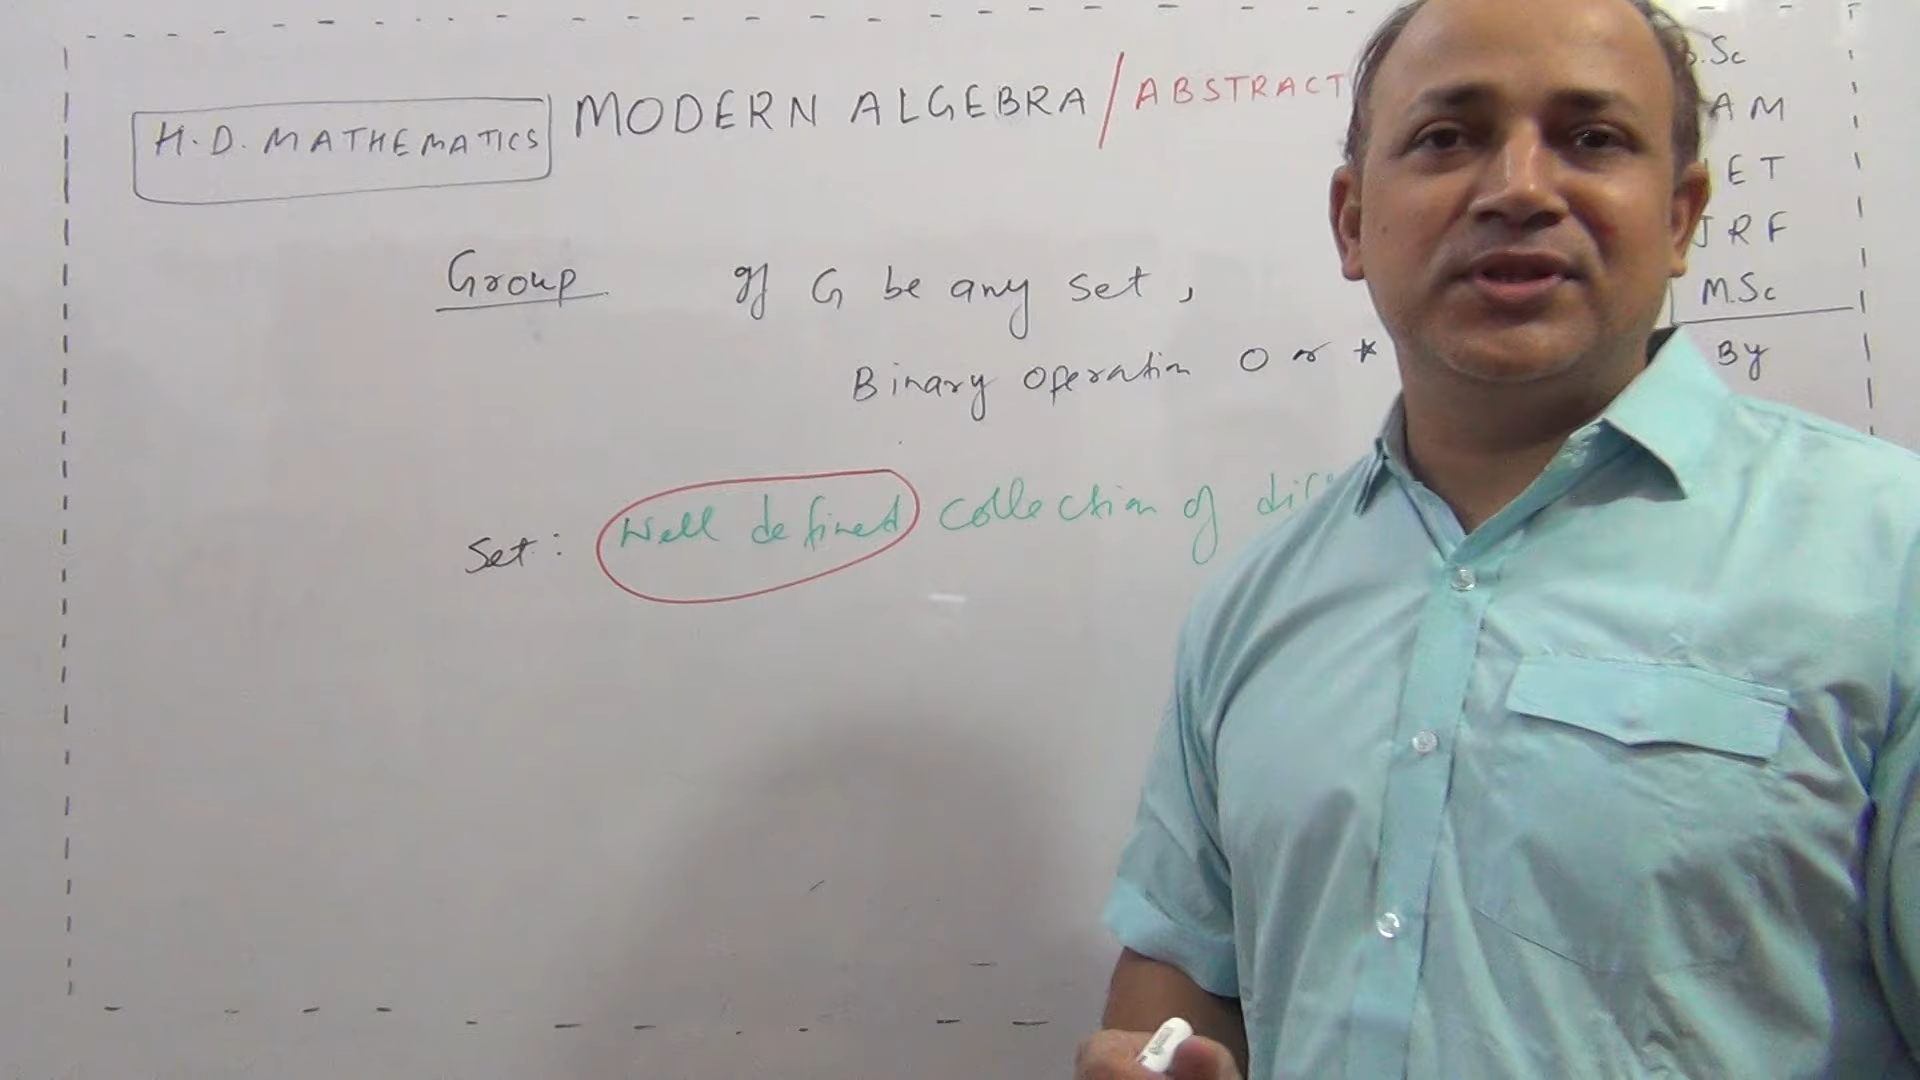 H.D. MATHEMATICS
MODERN ALGEBRA / ABSTRACT
.Sc
AM
ET
JRF
M.Sc
By
Group If G be any set,
Binary operation O or *
Set: Well defined collection of